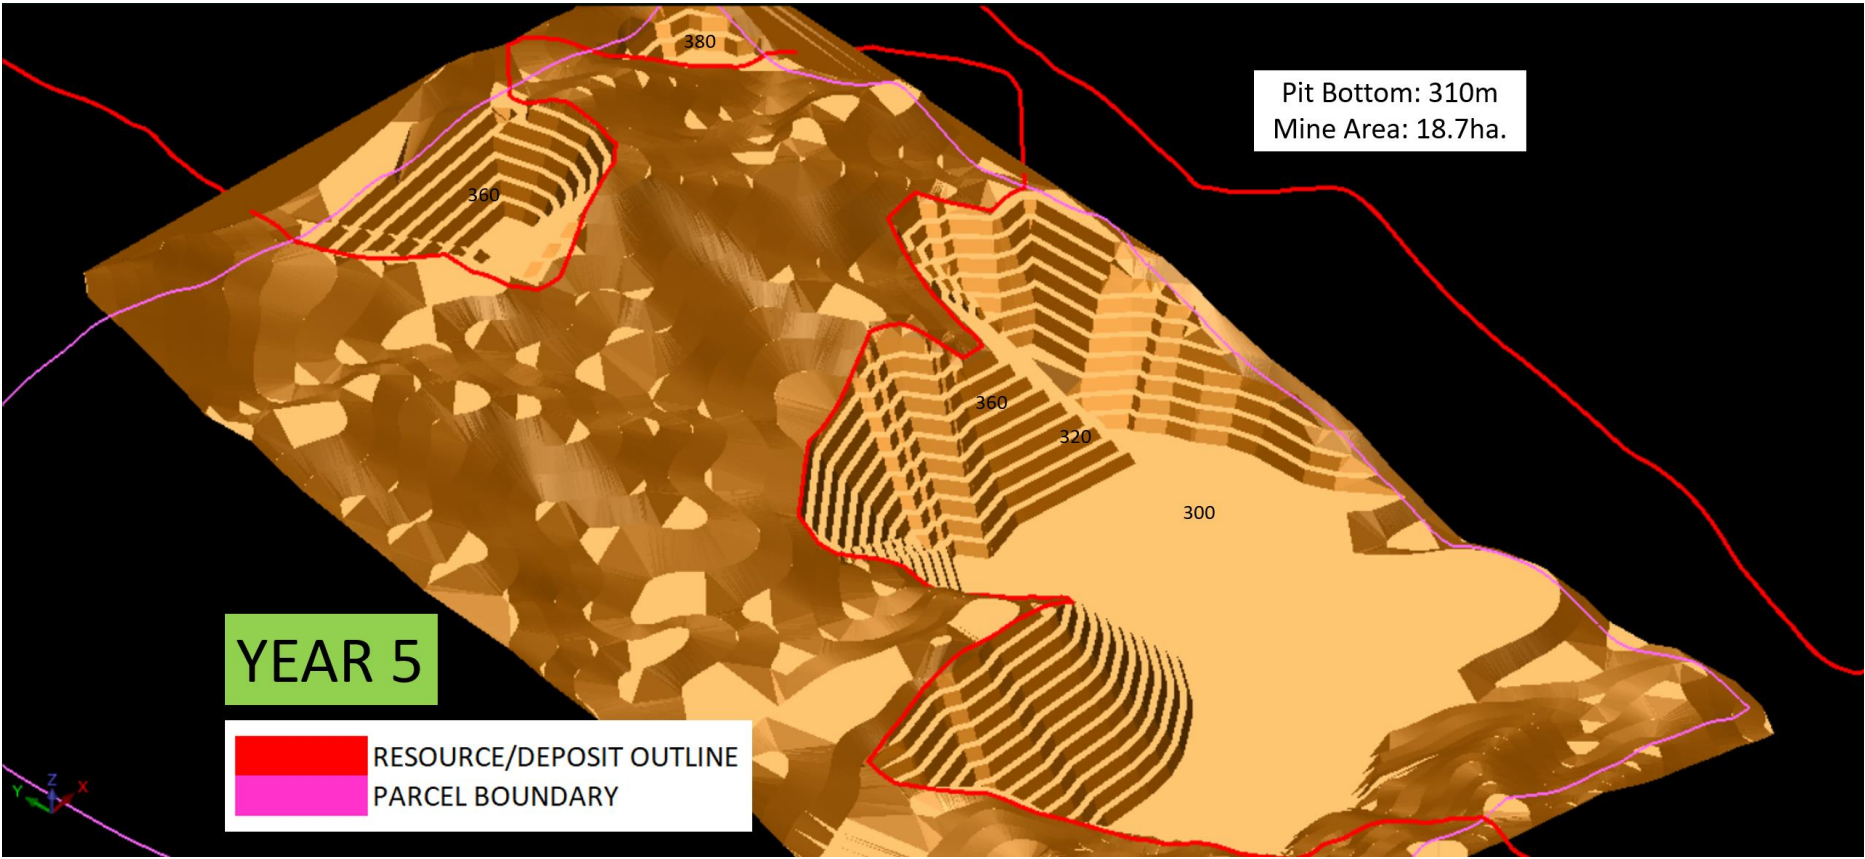 380
Pit Bottom: 310m
Mine Area: 18.7ha.
360
360
320
300
YEAR 5
RESOURCE/DEPOSIT OUTLINE
PARCEL BOUNDARY
Z
X
Y